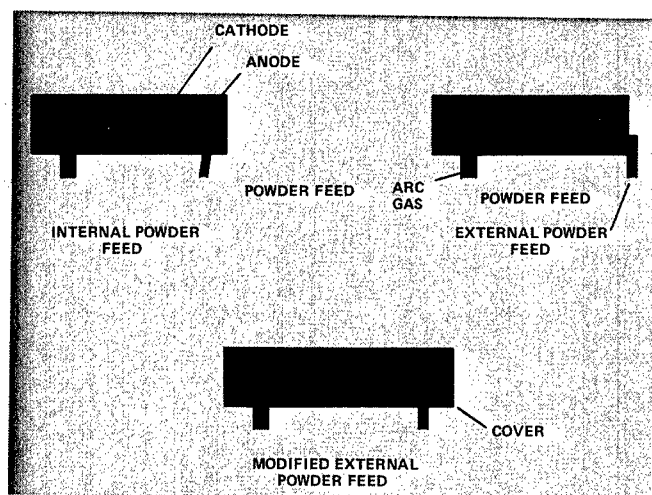 CATHODE
ANODE
POWDER FEED
INTERNAL POWDER
FEED
ARC
GAS
POWDER FEED
EXTERNAL POWDER
FEED
COVER
MODIFIED EXTERNAL
POWDER FEED